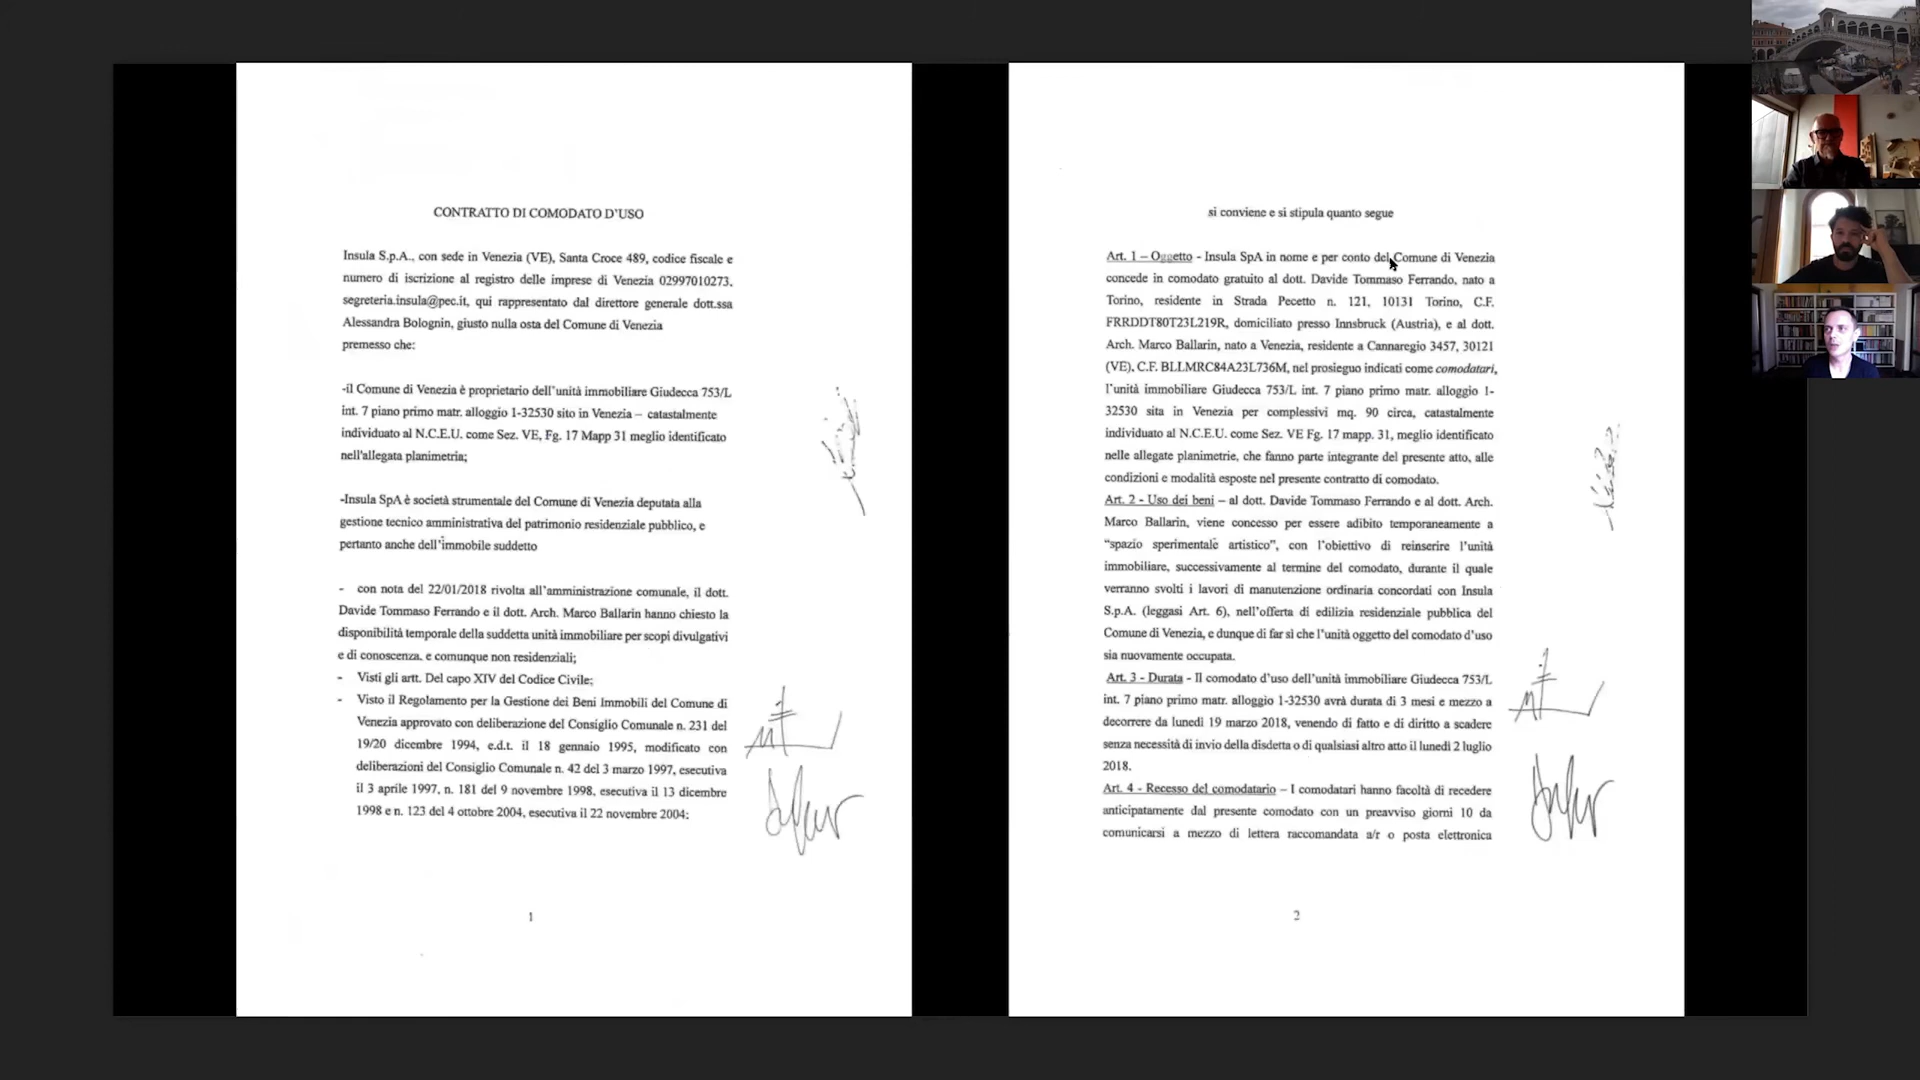 CONTRATTO DI COMODATO D'USO
Insula S.p.A., con sede in Venezia (VE), Santa Croce 489, codice fiscale e
numero di iscrizione al registro delle imprese di Venezia 02997010273,
segreteria.insula@pec.it, qui rappresentato dal direttore generale dott.ssa
Alessandra Bolognin, giusto nulla osta del Comune di Venezia
premesso che:
-il Comune di Venezia è proprietario dell'unità immobiliare Giudecca 753/L
int. 7 piano primo matr. alloggio 1-32530 sito in Venezia – catastalmente
individuato al N.C.E.U. come Sez. VE, Fg. 17 Mapp 31 meglio identificato
nell'allegata planimetria;
-Insula SpA è società strumentale del Comune di Venezia deputata alla
gestione tecnico amministrativa del patrimonio residenziale pubblico, e
pertanto anche dell'immobile suddetto
- con nota del 22/01/2018 rivolta all'amministrazione comunale, il dott.
Davide Tommaso Ferrando e il dott. Arch. Marco Ballarin hanno chiesto la
disponibilità temporale della suddetta unità immobiliare per scopi divulgativi
e di conoscenza, e comunque non residenziali;
- Visti gli artt. Del capo XIV del Codice Civile;
- Visto il Regolamento per la Gestione dei Beni Immobili del Comune di
Venezia approvato con deliberazione del Consiglio Comunale n. 231 del
19/20 dicembre 1994, e.d.t. il 18 gennaio 1995, modificato con
deliberazioni del Consiglio Comunale n. 42 del 3 marzo 1997, esecutiva
il 3 aprile 1997, n. 181 del 9 novembre 1998, esecutiva il 13 dicembre
1998 e n. 123 del 4 ottobre 2004, esecutiva il 22 novembre 2004;
1
si conviene e si stipula quanto segue
Art. 1 – Oggetto - Insula SpA in nome e per conto del Comune di Venezia
concede in comodato gratuito al dott. Davide Tommaso Ferrando, nato a
Torino, residente in Strada Pecetto n. 121, 10131 Torino, C.F.
FRRDDT80T23L219R, domiciliato presso Innsbruck (Austria), e al dott.
Arch. Marco Ballarin, nato a Venezia, residente a Cannaregio 3457, 30121
(VE), C.F. BLLMRC84A23L736M, nel prosieguo indicati come comodatari,
l'unità immobiliare Giudecca 753/L int. 7 piano primo matr. alloggio 1-
32530 sita in Venezia per complessivi mq. 90 circa, catastalmente
individuato al N.C.E.U. come Sez. VE Fg. 17 mapp. 31, meglio identificato
nelle allegate planimetrie, che fanno parte integrante del presente atto, alle
condizioni e modalità esposte nel presente contratto di comodato.
Art. 2 - Uso dei beni – al dott. Davide Tommaso Ferrando e al dott. Arch.
Marco Ballarin, viene concesso per essere adibito temporaneamente a
"spazio sperimentale artistico", con l'obiettivo di reinserire l'unità
immobiliare, successivamente al termine del comodato, durante il quale
verranno svolti i lavori di manutenzione ordinaria concordati con Insula
S.p.A. (leggasi Art. 6), nell'offerta di edilizia residenziale pubblica del
Comune di Venezia, e dunque di far sì che l'unità oggetto del comodato d'uso
sia nuovamente occupata.
Art. 3 - Durata - Il comodato d'uso dell'unità immobiliare Giudecca 753/L
int. 7 piano primo matr. alloggio 1-32530 avrà durata di 3 mesi e mezzo a
decorrere da lunedì 19 marzo 2018, venendo di fatto e di diritto a scadere
senza necessità di invio della disdetta o di qualsiasi altro atto il lunedì 2 luglio
2018.
Art. 4 - Recesso del comodatario – I comodatari hanno facoltà di recedere
anticipatamente dal presente comodato con un preavviso giorni 10 da
comunicarsi a mezzo di lettera raccomandata a/r o posta elettronica
2